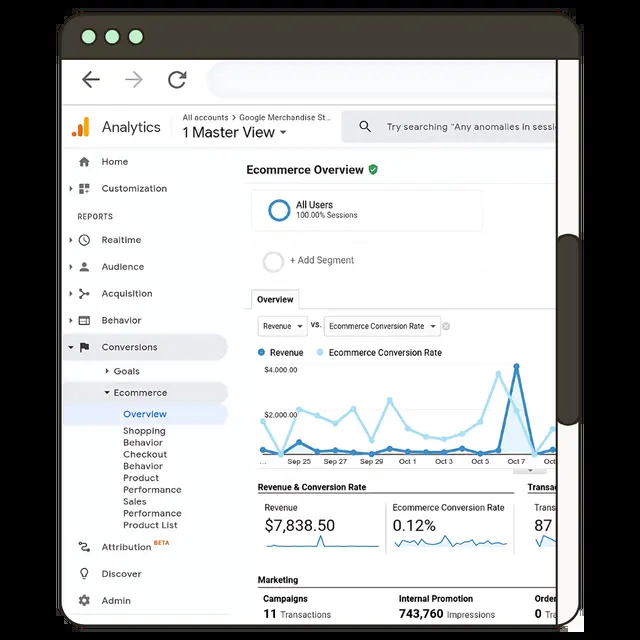 Analytics
All accounts > Google Merchandise St...
1 Master View
Try searching "Any anomalies in sessi
Home
Customization
REPORTS
Realtime
Audience
Acquisition
Behavior
Conversions
Goals
Ecommerce
Overview
Shopping
Behavior
Checkout
Behavior
Product
Performance
Sales
Performance
Product List
Attribution BETA
Discover
Admin
Ecommerce Overview
All Users
100.00% Sessions
+ Add Segment
Overview
Revenue vs. Ecommerce Conversion Rate
Revenue Ecommerce Conversion Rate
$4,000.00
$2,000.00
... Sep 25 Sep 27 Sep 29 Oct 1 Oct 3 Oct 5 Oct 7 Oct
Revenue & Conversion Rate
Revenue
$7,838.50
Ecommerce Conversion Rate
0.12%
Transac
Trans
87
Marketing
Campaigns
11 Transactions
Internal Promotion
743,760 Impressions
Order
0 Tra